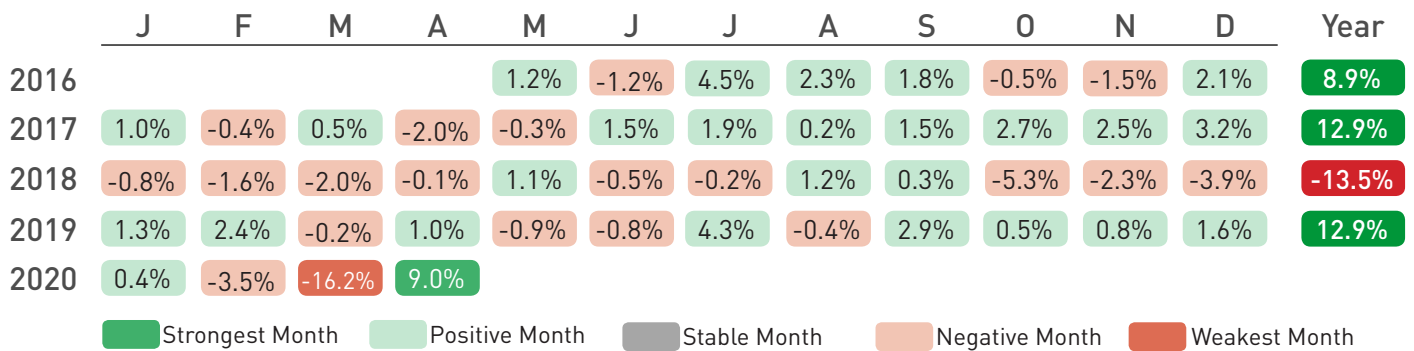 J F M A M J J A S O N D Year
2016 1.2% -1.2% 4.5% 2.3% 1.8% -0.5% -1.5% 2.1% 8.9%
2017 1.0% -0.4% 0.5% -2.0% -0.3% 1.5% 1.9% 0.2% 1.5% 2.7% 2.5% 3.2% 12.9%
2018 -0.8% -1.6% -2.0% -0.1% 1.1% -0.5% -0.2% 1.2% 0.3% -5.3% -2.3% -3.9% -13.5%
2019 1.3% 2.4% -0.2% 1.0% -0.9% -0.8% 4.3% -0.4% 2.9% 0.5% 0.8% 1.6% 12.9%
2020 0.4% -3.5% -16.2% 9.0%
Strongest Month Positive Month Stable Month Negative Month Weakest Month